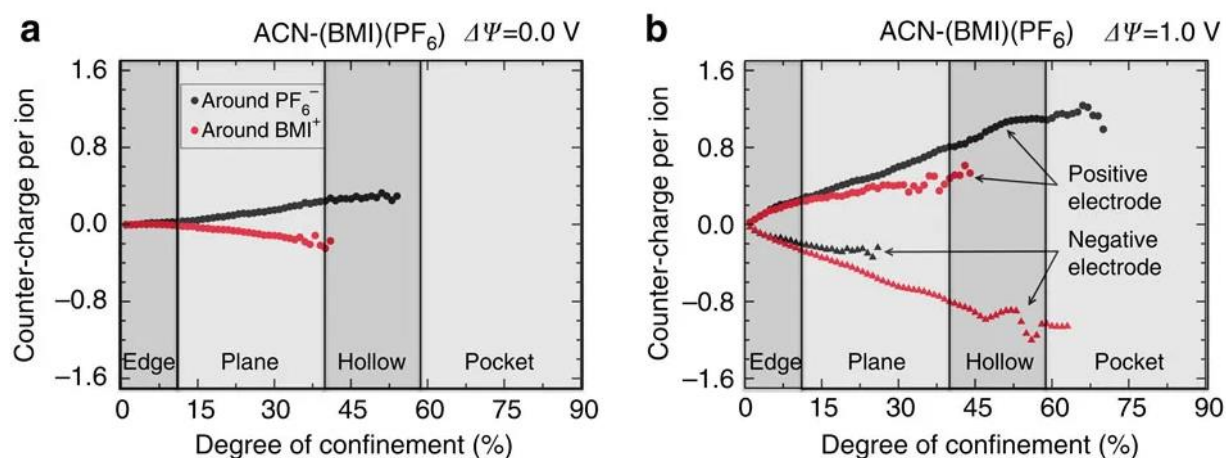 a
ACN-(BMI)(PF₆) ΔΨ=0.0 V
Counter-charge per ion
1.6
0.8
0.0
−0.8
−1.6
Around PF₆⁻
Around BMI⁺
Edge
Plane
Hollow
Pocket
0 15 30 45 60 75 90
Degree of confinement (%)
b
ACN-(BMI)(PF₆) ΔΨ=1.0 V
Counter-charge per ion
1.6
0.8
0.0
−0.8
−1.6
Positive
electrode
Negative
electrode
Edge
Plane
Hollow
Pocket
0 15 30 45 60 75 90
Degree of confinement (%)